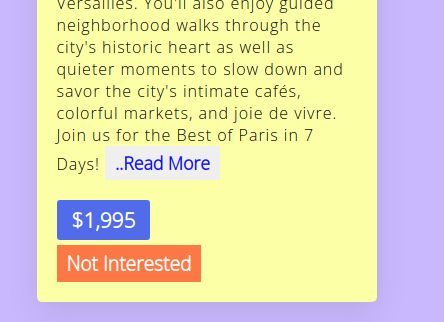 Versailles. You'll also enjoy guided
neighborhood walks through the
city's historic heart as well as
quieter moments to slow down and
savor the city's intimate cafés,
colorful markets, and joie de vivre.
Join us for the Best of Paris in 7
Days! ..Read More
$1,995
Not Interested